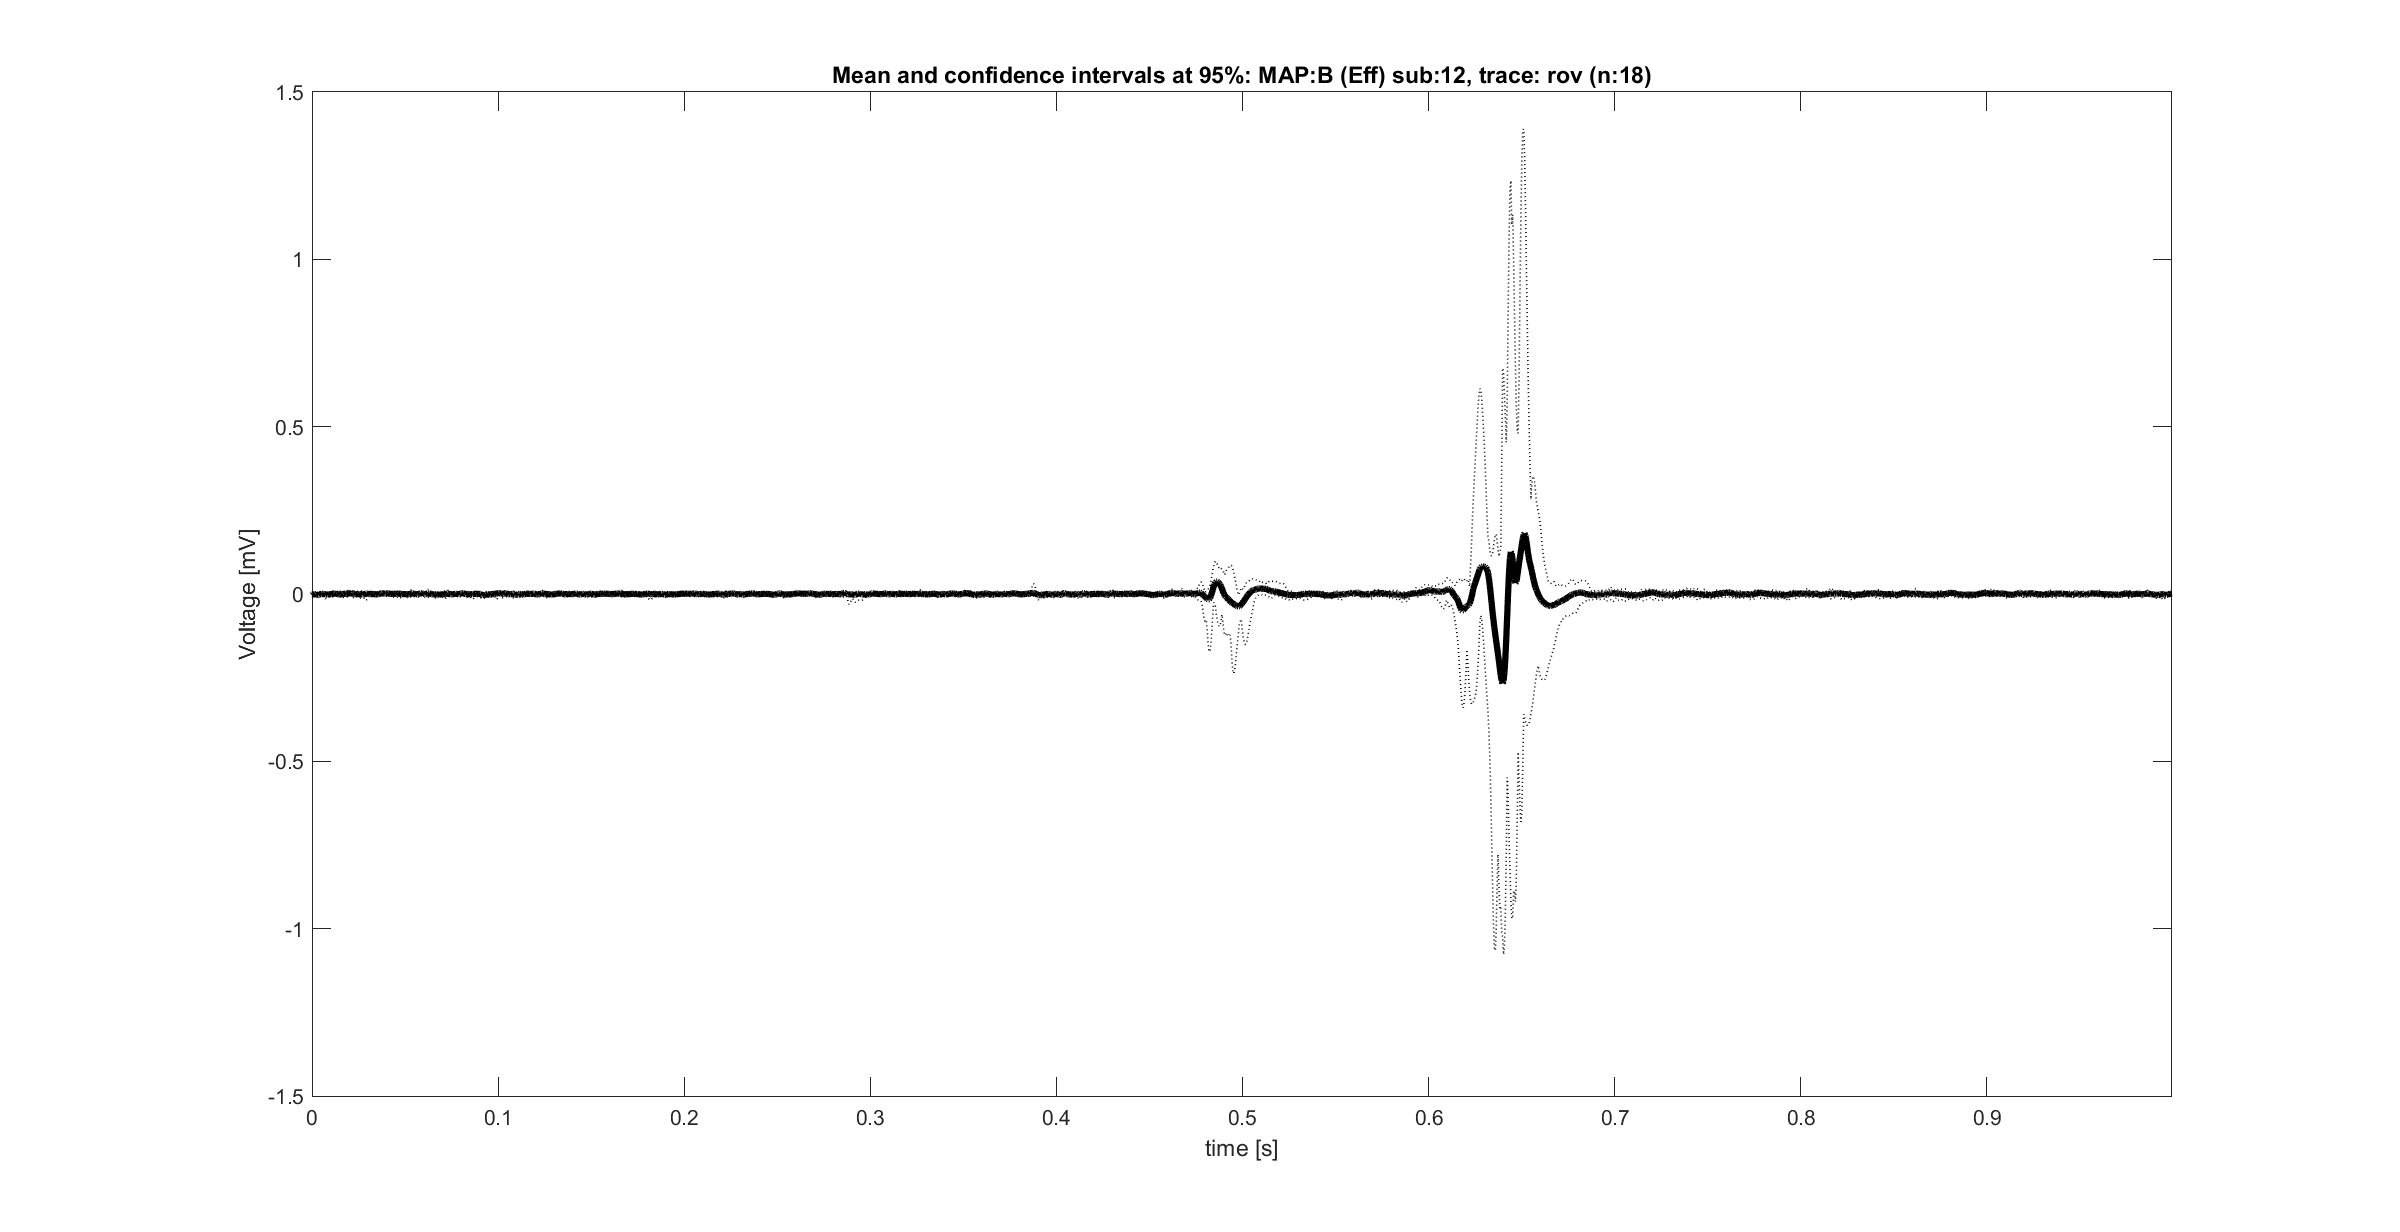 Mean and confidence intervals at 95%: MAP:B (Eff) sub:12, trace: rov (n:18)
1.5
1
0.5
0
-0.5
-1
-1.5
Voltage [mV]
0 0.1 0.2 0.3 0.4 0.5 0.6 0.7 0.8 0.9
time [s]